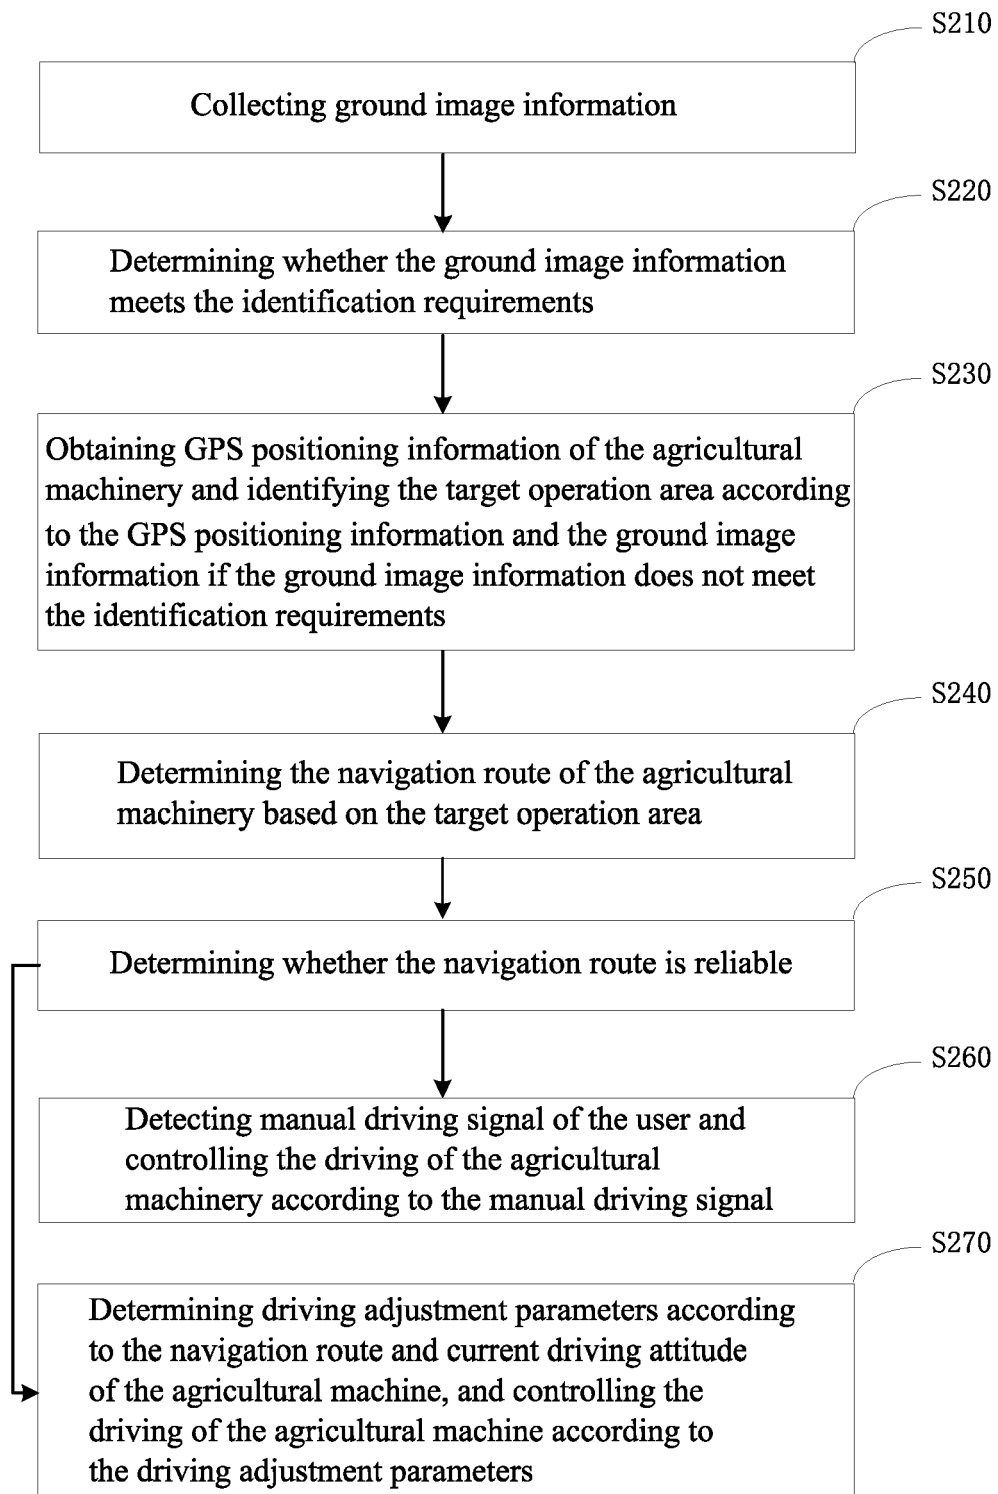 S210
Collecting ground image information
S220
Determining whether the ground image information
meets the identification requirements
S230
Obtaining GPS positioning information of the agricultural
machinery and identifying the target operation area according
to the GPS positioning information and the ground image
information if the ground image information does not meet
the identification requirements
S240
Determining the navigation route of the agricultural
machinery based on the target operation area
S250
Determining whether the navigation route is reliable
S260
Detecting manual driving signal of the user and
controlling the driving of the agricultural
machinery according to the manual driving signal
S270
Determining driving adjustment parameters according
to the navigation route and current driving attitude
of the agricultural machine, and controlling the
driving of the agricultural machine according to
the driving adjustment parameters